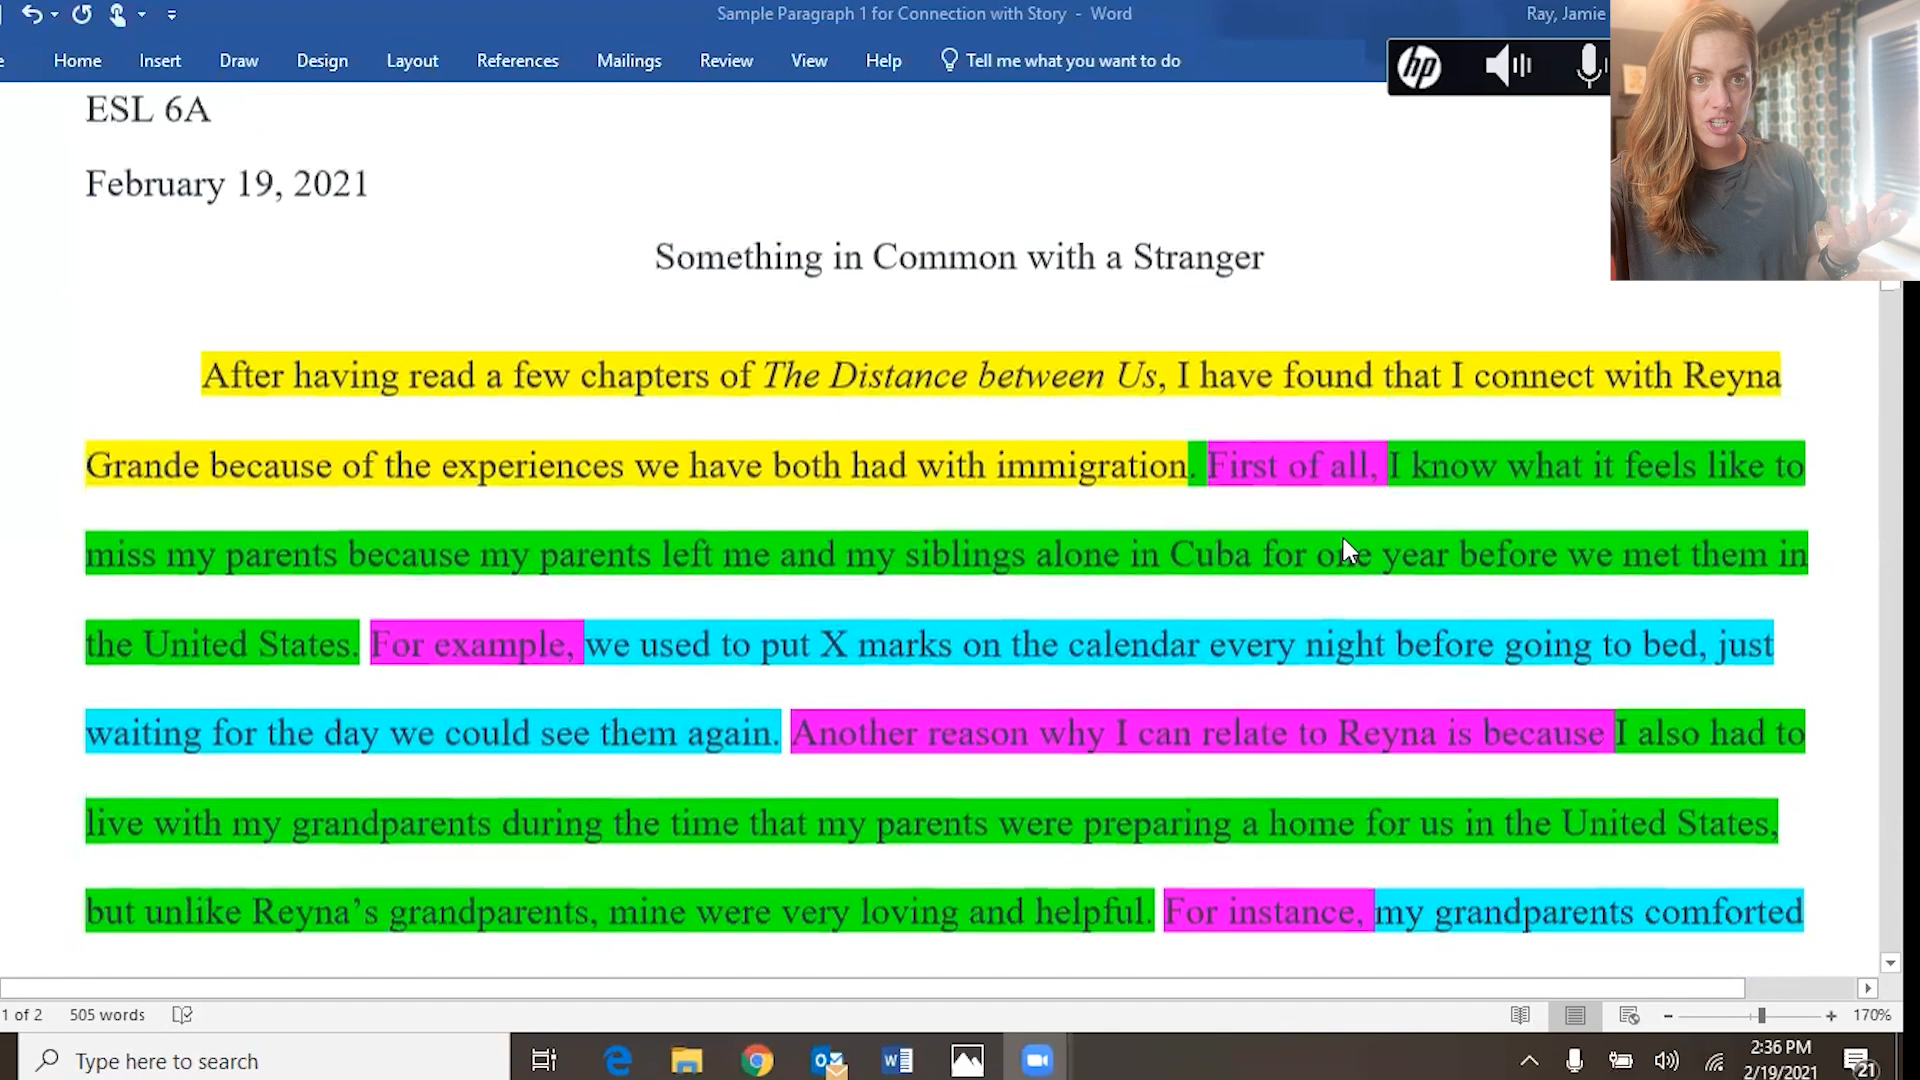 Sample Paragraph 1 for Connection with Story - Word
Ray, Jamie
Home Insert Draw Design Layout References Mailings Review View Help Tell me what you want to do
hp
ESL 6A
February 19, 2021
Something in Common with a Stranger
After having read a few chapters of The Distance between Us, I have found that I connect with Reyna
Grande because of the experiences we have both had with immigration. First of all, I know what it feels like to
miss my parents because my parents left me and my siblings alone in Cuba for one year before we met them in
the United States. For example, we used to put X marks on the calendar every night before going to bed, just
waiting for the day we could see them again. Another reason why I can relate to Reyna is because I also had to
live with my grandparents during the time that my parents were preparing a home for us in the United States,
but unlike Reyna’s grandparents, mine were very loving and helpful. For instance, my grandparents comforted
1 of 2 505 words 170%
Type here to search
2:36 PM
2/19/2021
21